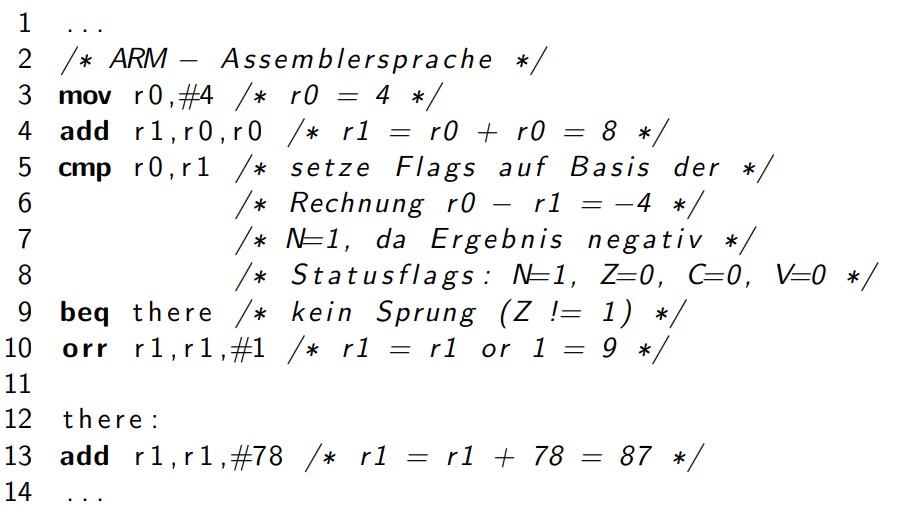 1 ...
2 /* ARM – Assemblersprache */
3 mov r0,#4 /* r0 = 4 */
4 add r1,r0,r0 /* r1 = r0 + r0 = 8 */
5 cmp r0,r1 /* setze Flags auf Basis der */
6 /* Rechnung r0 – r1 = –4 */
7 /* N=1, da Ergebnis negativ */
8 /* Statusflags: N=1, Z=0, C=0, V=0 */
9 beq there /* kein Sprung (Z != 1) */
10 orr r1,r1,#1 /* r1 = r1 or 1 = 9 */
11
12 there:
13 add r1,r1,#78 /* r1 = r1 + 78 = 87 */
14 ...